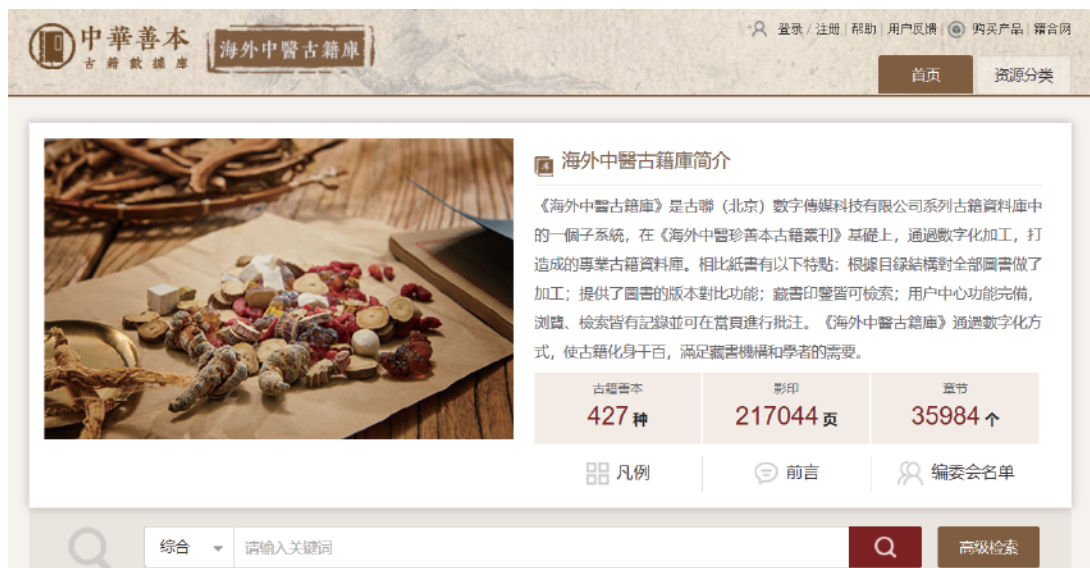 中華善本
古籍數據庫
海外中醫古籍庫
登录 / 注册 | 帮助 | 用户反馈 | 购买产品 | 籍合网
首页
资源分类
海外中醫古籍庫简介
《海外中醫古籍庫》是古聯（北京）數字傳媒科技有限公司系列古籍資料庫中
的一個子系統，在《海外中醫珍善本古籍叢刊》基礎上，通過數字化加工，打
造成的專業古籍資料庫。相比紙書有以下特點：根據目録結構對全部圖書做了
加工；提供了圖書的版本對比功能；藏書印鑒皆可檢索；用户中心功能完備，
浏覽、檢索皆有記錄並可在當頁進行批注。《海外中醫古籍庫》通過數字化方
式，使古籍化身千百，滿足藏書機構和學者的需要。
古籍善本
影印
章节
427 种
217044 页
35984 个
凡例
前言
编委会名单
综合
请输入关键词
高级检索